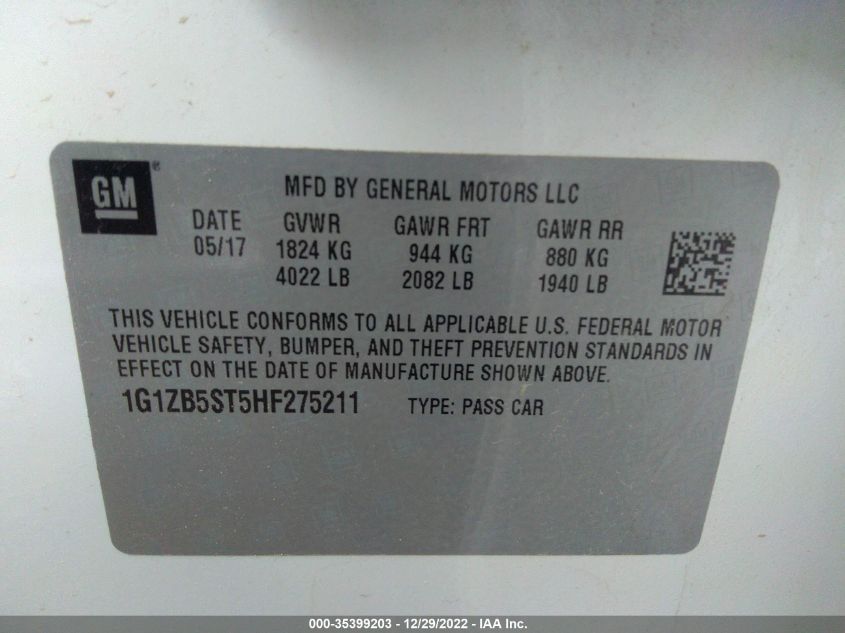 GM®
MFD BY GENERAL MOTORS LLC
DATE GVWR GAWR FRT GAWR RR
05/17 1824 KG 944 KG 880 KG
4022 LB 2082 LB 1940 LB
THIS VEHICLE CONFORMS TO ALL APPLICABLE U.S. FEDERAL MOTOR
VEHICLE SAFETY, BUMPER, AND THEFT PREVENTION STANDARDS IN
EFFECT ON THE DATE OF MANUFACTURE SHOWN ABOVE.
1G1ZB5ST5HF275211 TYPE: PASS CAR
000-35399203 - 12/29/2022 - IAA Inc.